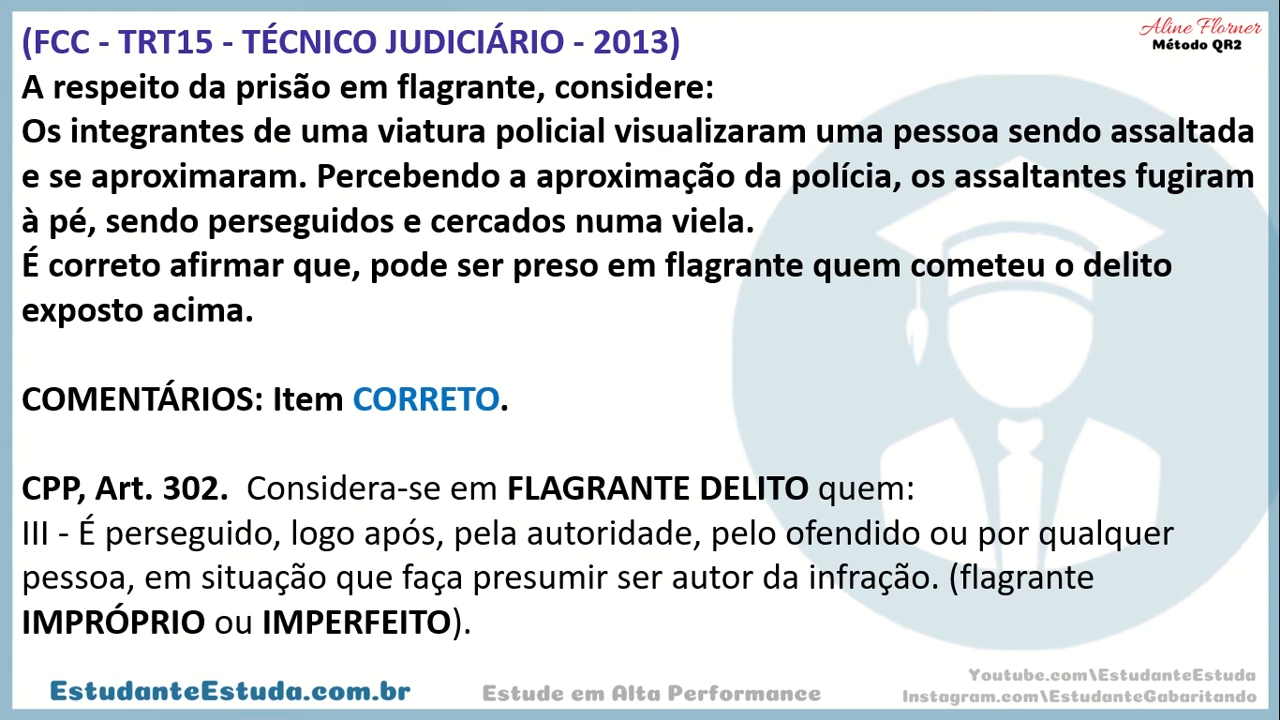 (FCC - TRT15 - TÉCNICO JUDICIÁRIO - 2013)
Aline Florner
Método QR2
A respeito da prisão em flagrante, considere:
Os integrantes de uma viatura policial visualizaram uma pessoa sendo assaltada
e se aproximaram. Percebendo a aproximação da polícia, os assaltantes fugiram
à pé, sendo perseguidos e cercados numa viela.
É correto afirmar que, pode ser preso em flagrante quem cometeu o delito
exposto acima.
COMENTÁRIOS: Item CORRETO.
CPP, Art. 302. Considera-se em FLAGRANTE DELITO quem:
III - É perseguido, logo após, pela autoridade, pelo ofendido ou por qualquer
pessoa, em situação que faça presumir ser autor da infração. (flagrante
IMPRÓPRIO ou IMPERFEITO).
EstudanteEstuda.com.br
Estude em Alta Performance
Youtube.com\EstudanteEstuda
Instagram.com\EstudanteGabaritando